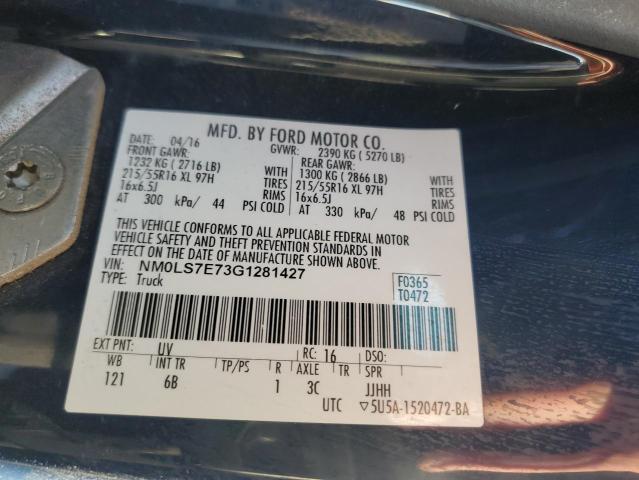 MFD. BY FORD MOTOR CO.
DATE: 04/16 GVWR: 2390 KG (5270 LB)
FRONT GAWR: REAR GAWR:
1232 KG (2716 LB) WITH 1300 KG (2866 LB) WITH
215/55R16 XL 97H TIRES 215/55R16 XL 97H TIRES
16x6.5J RIMS 16x6.5J RIMS
AT 300 kPa/ 44 PSI COLD AT 330 kPa/ 48 PSI COLD
THIS VEHICLE CONFORMS TO ALL APPLICABLE FEDERAL MOTOR
VEHICLE SAFETY AND THEFT PREVENTION STANDARDS IN
EFFECT ON THE DATE OF MANUFACTURE SHOWN ABOVE.
VIN: NM0LS7E73G1281427 F0365
TYPE: Truck T0472
EXT PNT: UV RC: 16 DSO:
WB INT TR TP/PS R AXLE TR SPR
121 6B 1 3C JJHH
UTC ▽5U5A-1520472-BA